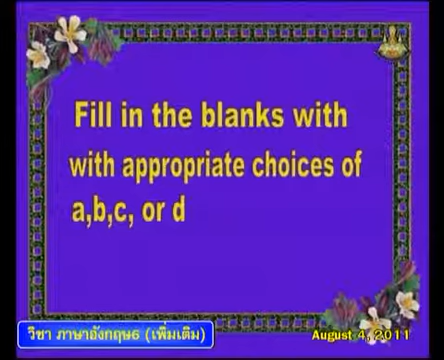 Fill in the blanks with
with appropriate choices of
a,b,c, or d
วิชา ภาษาอังกฤษ6 (เพิ่มเติม)
August 4, 2011